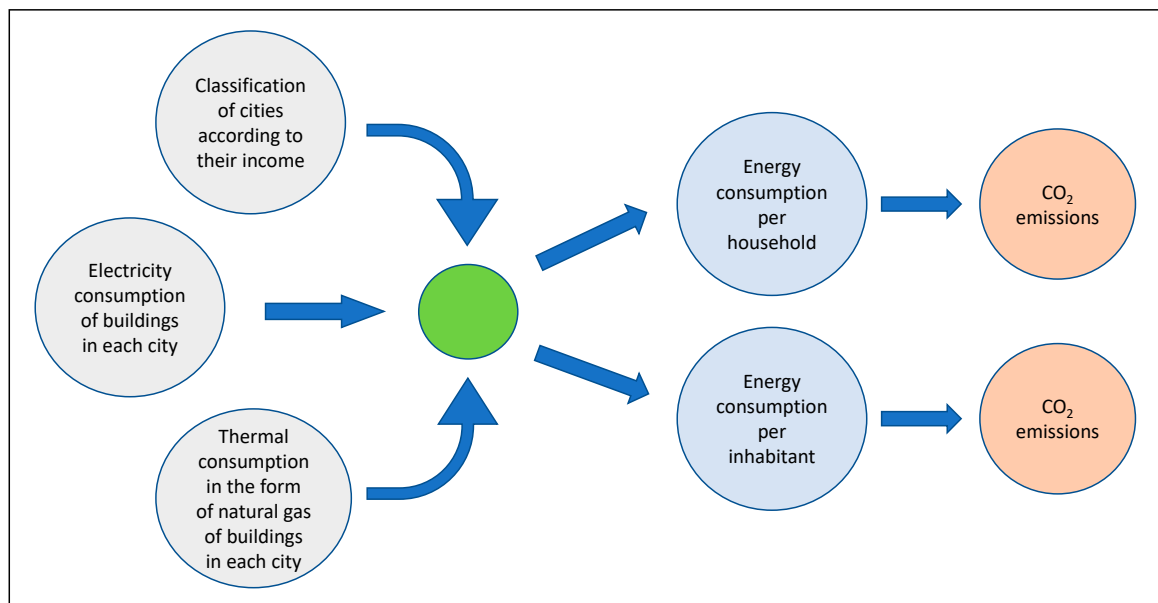 Classification
of cities
according to
their income
Electricity
consumption
of buildings
in each city
Thermal
consumption
in the form
of natural gas
of buildings
in each city
Energy
consumption
per
household
CO₂
emissions
Energy
consumption
per
inhabitant
CO₂
emissions